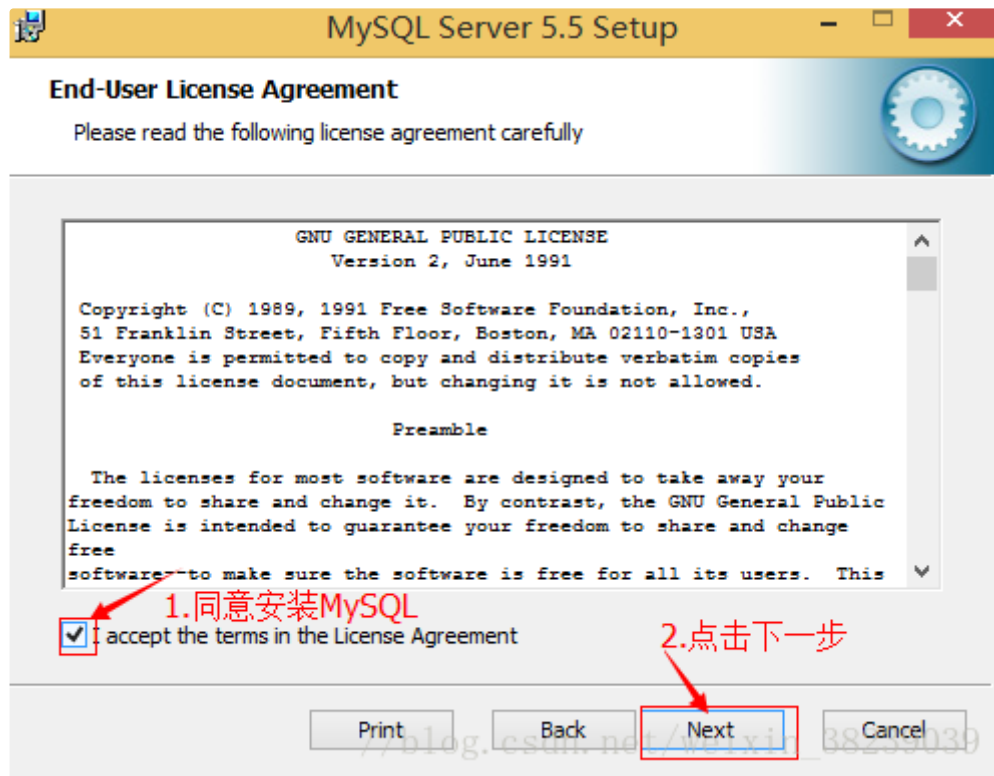 MySQL Server 5.5 Setup
End-User License Agreement
Please read the following license agreement carefully
GNU GENERAL PUBLIC LICENSE
Version 2, June 1991
Copyright (C) 1989, 1991 Free Software Foundation, Inc.,
51 Franklin Street, Fifth Floor, Boston, MA 02110-1301 USA
Everyone is permitted to copy and distribute verbatim copies
of this license document, but changing it is not allowed.
Preamble
The licenses for most software are designed to take away your
freedom to share and change it. By contrast, the GNU General Public
License is intended to guarantee your freedom to share and change
free
software--to make sure the software is free for all its users. This
1.同意安装MySQL
I accept the terms in the License Agreement
2.点击下一步
Print Back Next Cancel
//blog.csdn.net/weixin_38239039